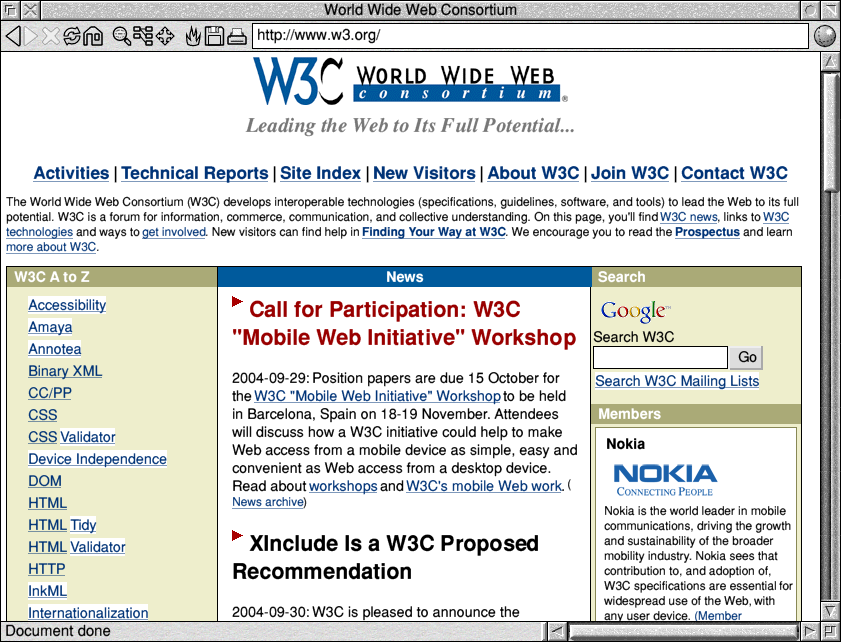 World Wide Web Consortium
http://www.w3.org/
W3C WORLD WIDE WEB
consortium ®
Leading the Web to Its Full Potential...
Activities | Technical Reports | Site Index | New Visitors | About W3C | Join W3C | Contact W3C
The World Wide Web Consortium (W3C) develops interoperable technologies (specifications, guidelines, software, and tools) to lead the Web to its full
potential. W3C is a forum for information, commerce, communication, and collective understanding. On this page, you'll find W3C news, links to W3C
technologies and ways to get involved. New visitors can find help in Finding Your Way at W3C. We encourage you to read the Prospectus and learn
more about W3C.
W3C A to Z
Accessibility
Amaya
Annotea
Binary XML
CC/PP
CSS
CSS Validator
Device Independence
DOM
HTML
HTML Tidy
HTML Validator
HTTP
InkML
Internationalization
News
Call for Participation: W3C
"Mobile Web Initiative" Workshop
2004-09-29: Position papers are due 15 October for
the W3C "Mobile Web Initiative" Workshop to be held
in Barcelona, Spain on 18-19 November. Attendees
will discuss how a W3C initiative could help to make
Web access from a mobile device as simple, easy and
convenient as Web access from a desktop device.
Read about workshops and W3C's mobile Web work. (
News archive)
XInclude Is a W3C Proposed
Recommendation
2004-09-30: W3C is pleased to announce the
Search
Google™
Search W3C
Go
Search W3C Mailing Lists
Members
Nokia
NOKIA
CONNECTING PEOPLE
Nokia is the world leader in mobile
communications, driving the growth
and sustainability of the broader
mobility industry. Nokia sees that
contribution to, and adoption of,
W3C specifications are essential for
widespread use of the Web, with
any user device. (Member
Document done